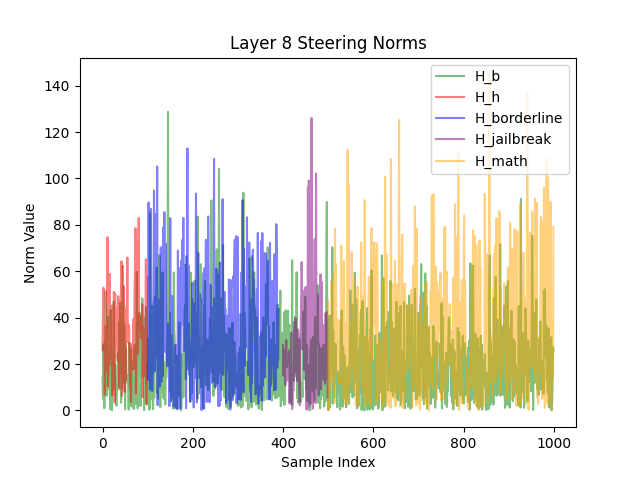 Layer 8 Steering Norms
H_b
H_h
H_borderline
H_jailbreak
H_math
Norm Value
140
120
100
80
60
40
20
0
0 200 400 600 800 1000
Sample Index